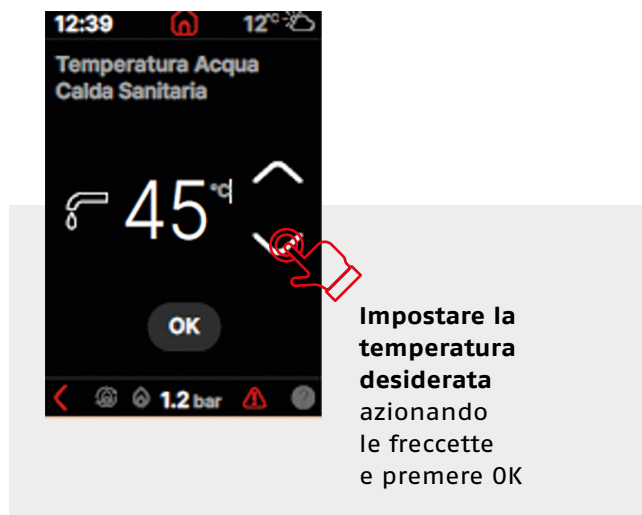 12:39 12°C
Temperatura Acqua
Calda Sanitaria
45°C
OK
1.2 bar
?
Impostare la
temperatura
desiderata
azionando
le freccette
e premere OK